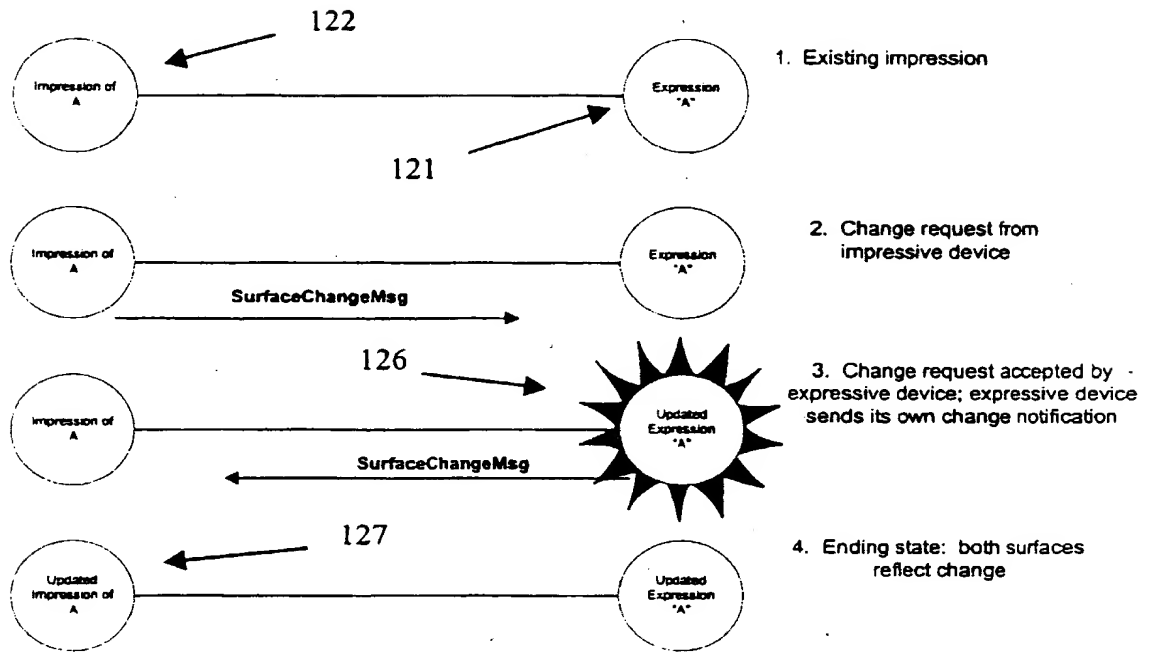 122
Impression of
A
Expression
"A"
1. Existing impression
121
Impression of
A
Expression
"A"
2. Change request from
impressive device
SurfaceChangeMsg
126
Impression of
A
Updated
Expression
"A"
3. Change request accepted by -
expressive device; expressive device
sends its own change notification
SurfaceChangeMsg
127
Updated
Impression of
A
Updated
Expression
"A"
4. Ending state: both surfaces
reflect change